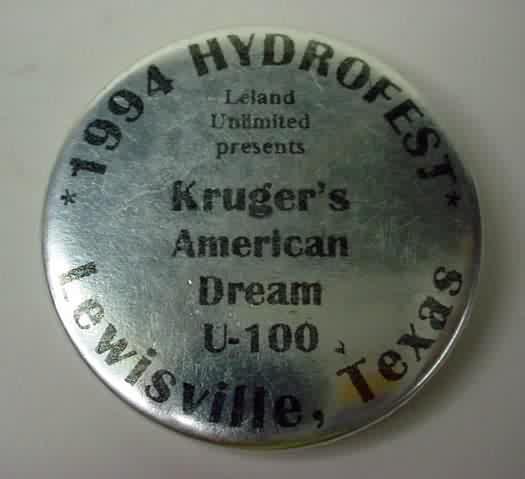 *1994 HYDROFEST*
Leland
Unlimited
presents
Kruger's
American
Dream
U-100
Lewisville, Texas